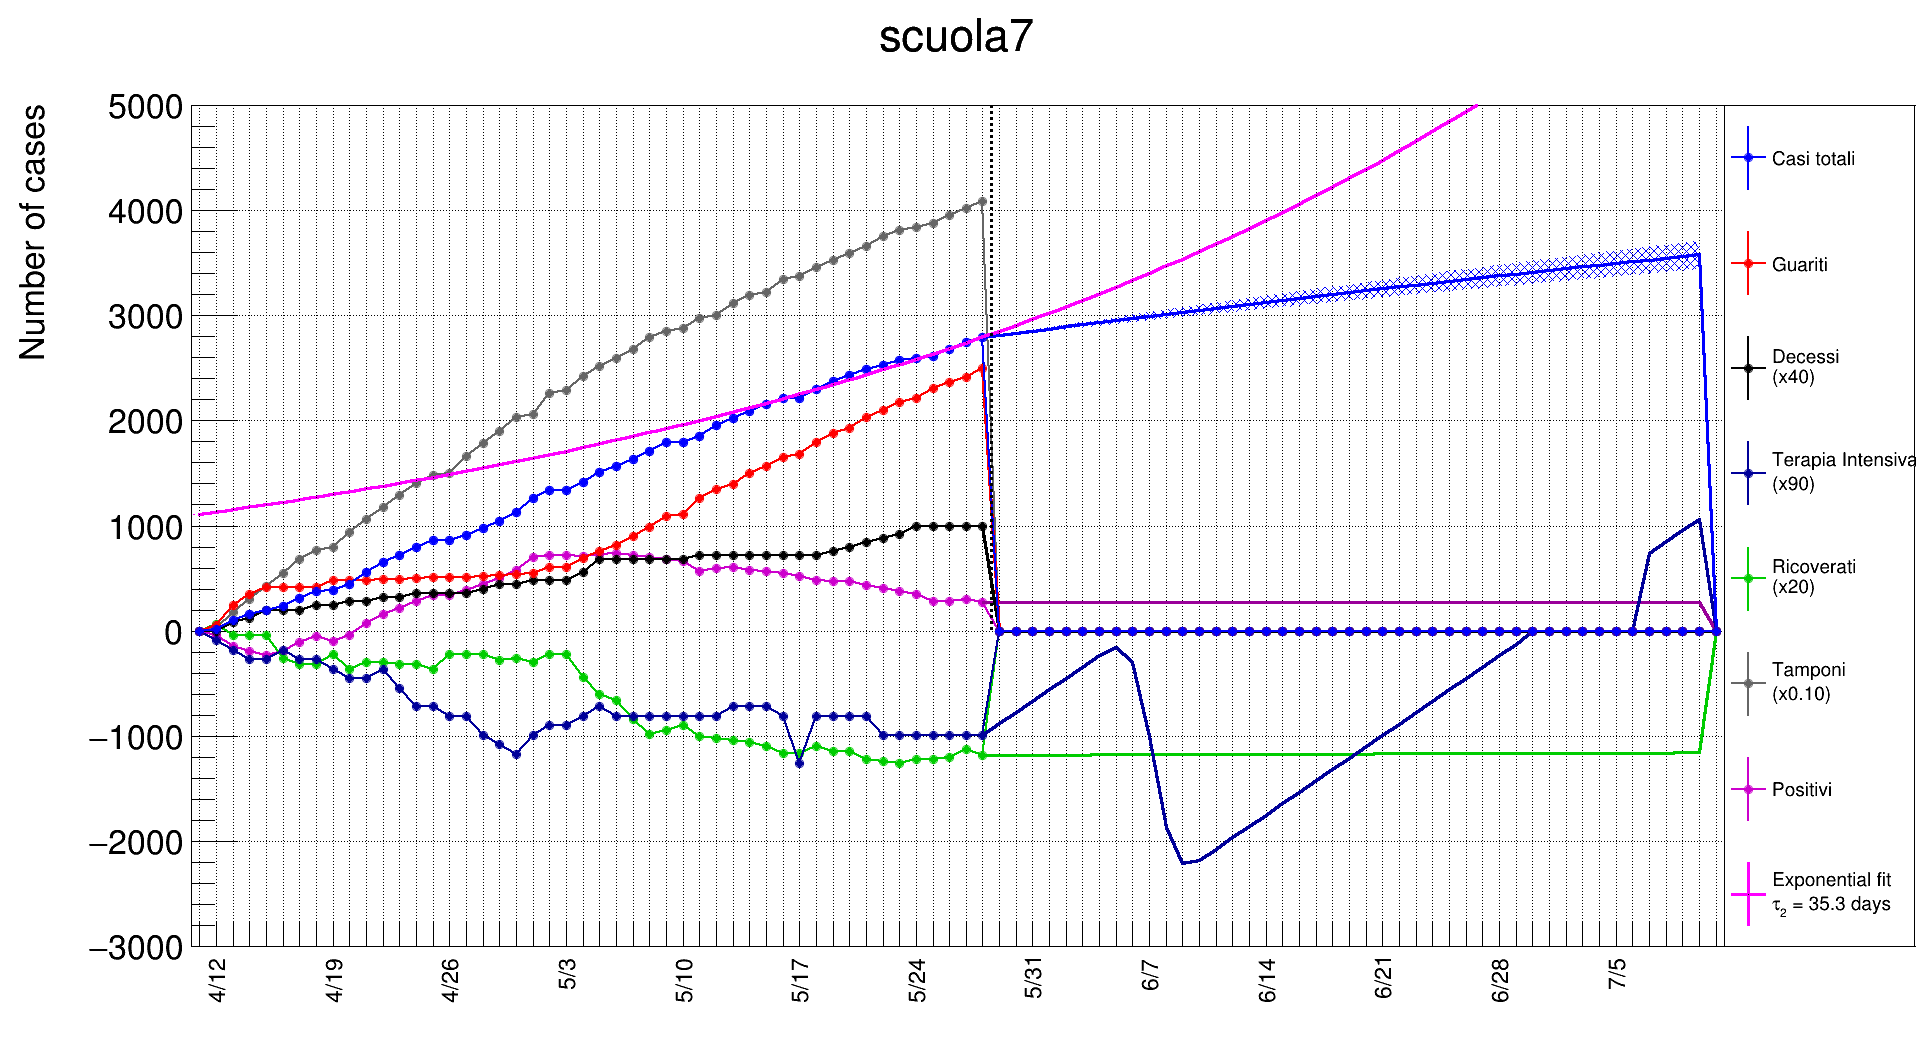 scuola7
Number of cases
5000
4000
3000
2000
1000
0
−1000
−2000
−3000
4/12
4/19
4/26
5/3
5/10
5/17
5/24
5/31
6/7
6/14
6/21
6/28
7/5
Casi totali
Guariti
Decessi
(x40)
Terapia Intensiva
(x90)
Ricoverati
(x20)
Tamponi
(x0.10)
Positivi
Exponential fit
τ2 = 35.3 days